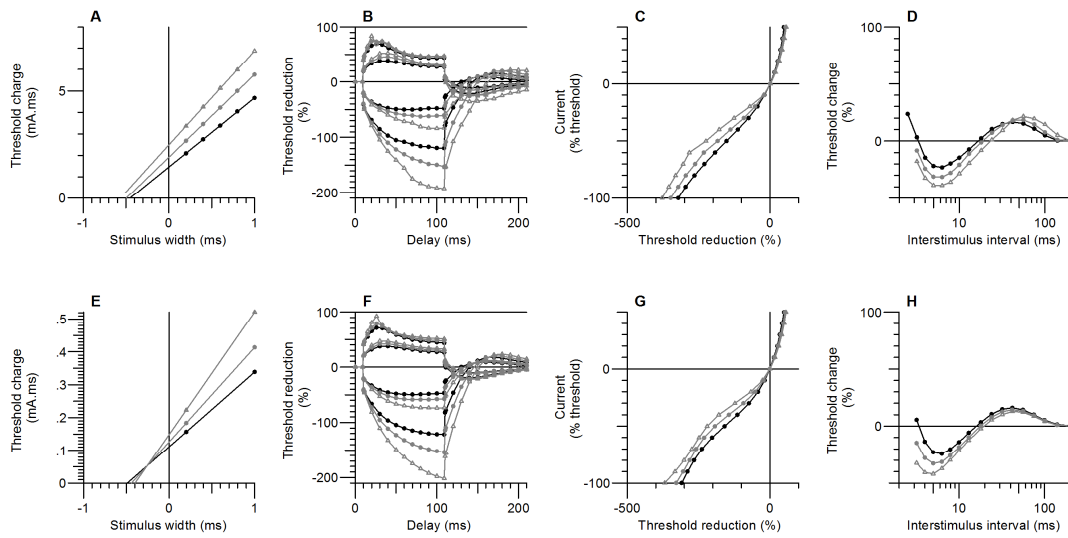 A
B
C
D
Threshold charge
(mA.ms)
5
0
-1
0
1
Stimulus width (ms)
Threshold reduction
(%)
100
0
-100
-200
0
100
200
Delay (ms)
Current
(% threshold)
0
-100
-500
0
Threshold reduction (%)
Threshold change
(%)
100
0
10
100
Interstimulus interval (ms)
E
F
G
H
Threshold charge
(mA.ms)
.5
.4
.3
.2
.1
0
-1
0
1
Stimulus width (ms)
Threshold reduction
(%)
100
0
-100
-200
0
100
200
Delay (ms)
Current
(% threshold)
0
-100
-500
0
Threshold reduction (%)
Threshold change
(%)
100
0
10
100
Interstimulus interval (ms)